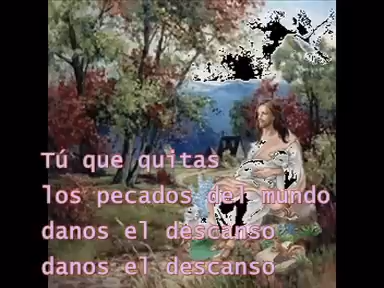 Tú que quitas
los pecados del mundo
danos el descanso
danos el descanso